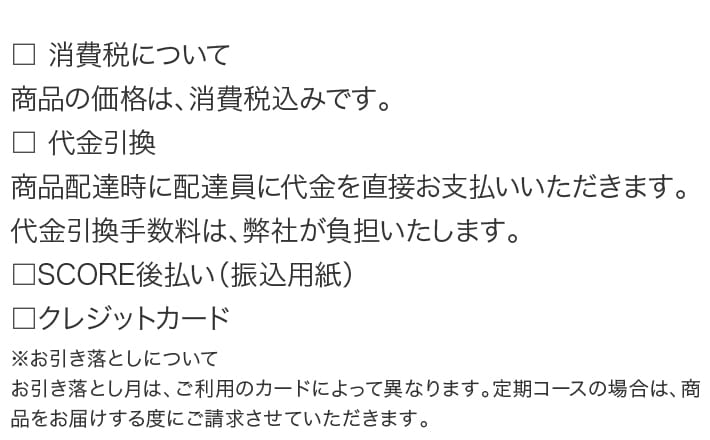 □ 消費税について
商品の価格は、消費税込みです。
□ 代金引換
商品配達時に配達員に代金を直接お支払いいただきます。
代金引換手数料は、弊社が負担いたします。
□SCORE後払い（振込用紙）
□クレジットカード
※お引き落としについて
お引き落とし月は、ご利用のカードによって異なります。定期コースの場合は、商
品をお届けする度にご請求させていただきます。